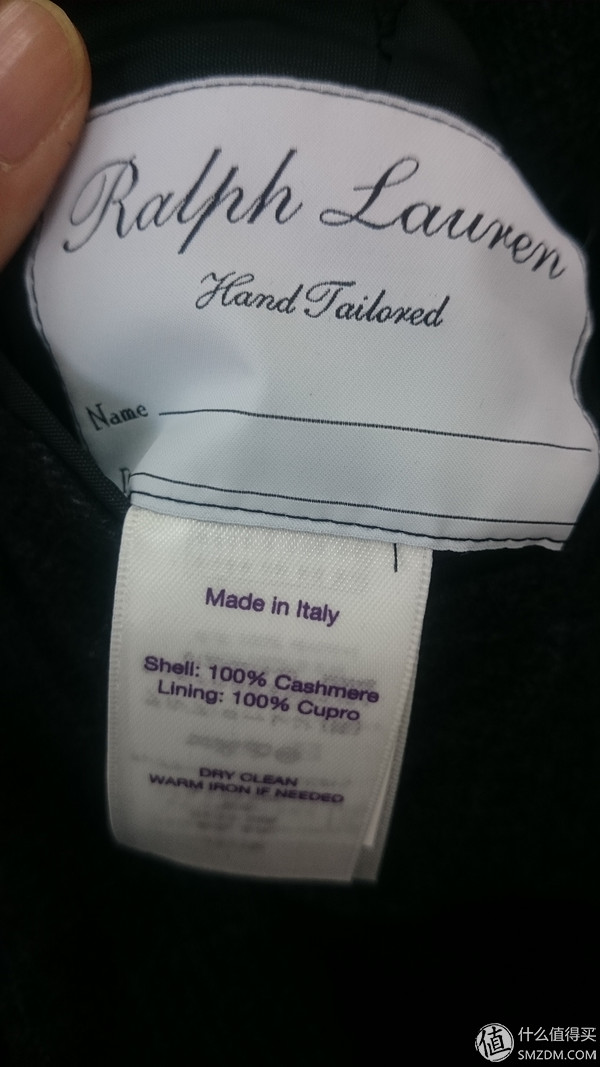 Ralph Lauren
Hand Tailored
Name
D
Made in Italy
Shell: 100% Cashmere
Lining: 100% Cupro
DRY CLEAN
WARM IRON IF NEEDED
值 什么值得买
SMZDM.COM